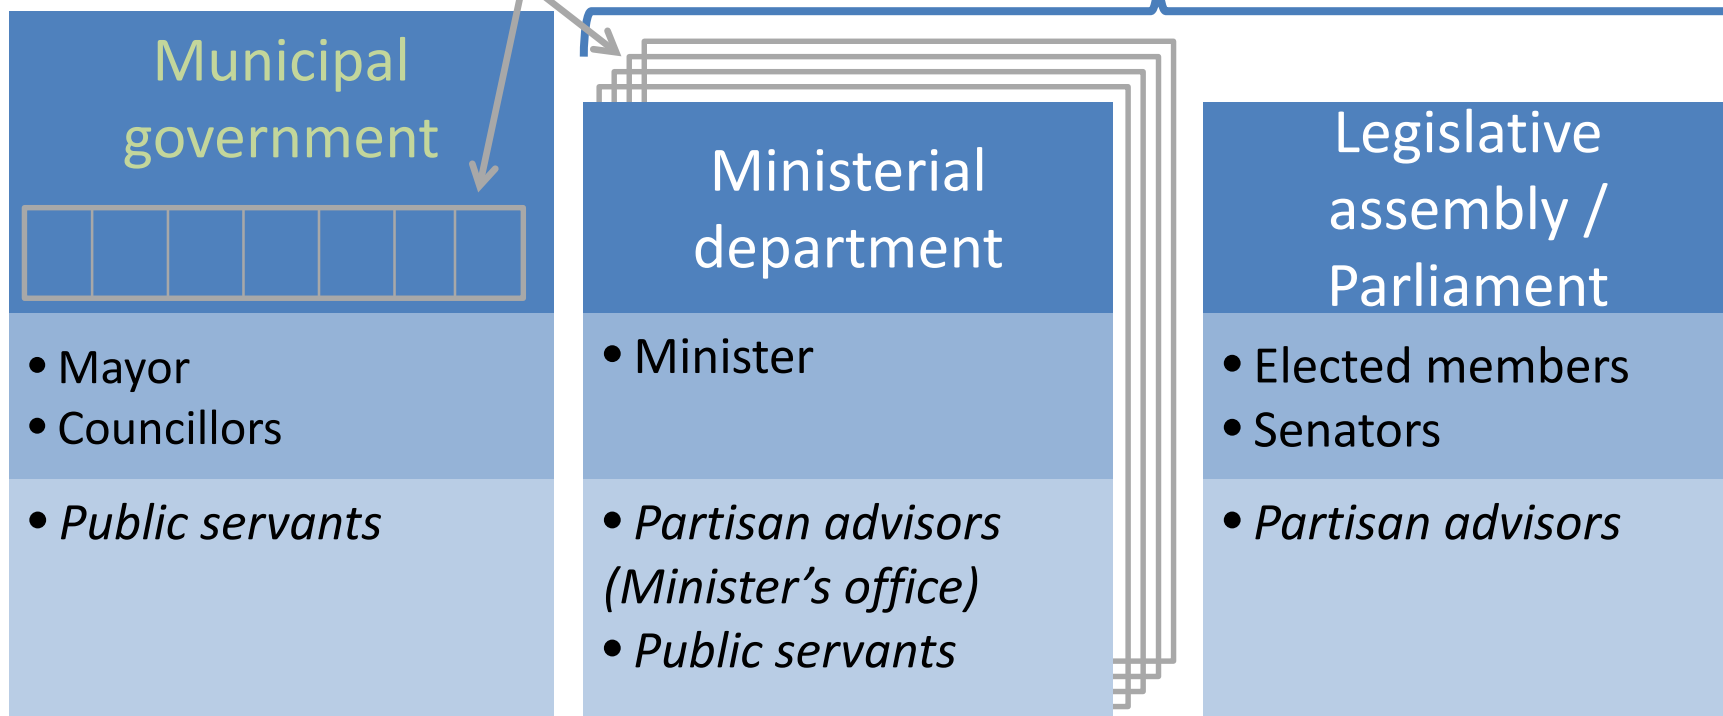 Municipal
government
• Mayor
• Councillors
• Public servants
Ministerial
department
• Minister
• Partisan advisors
(Minister’s office)
• Public servants
Legislative
assembly /
Parliament
• Elected members
• Senators
• Partisan advisors